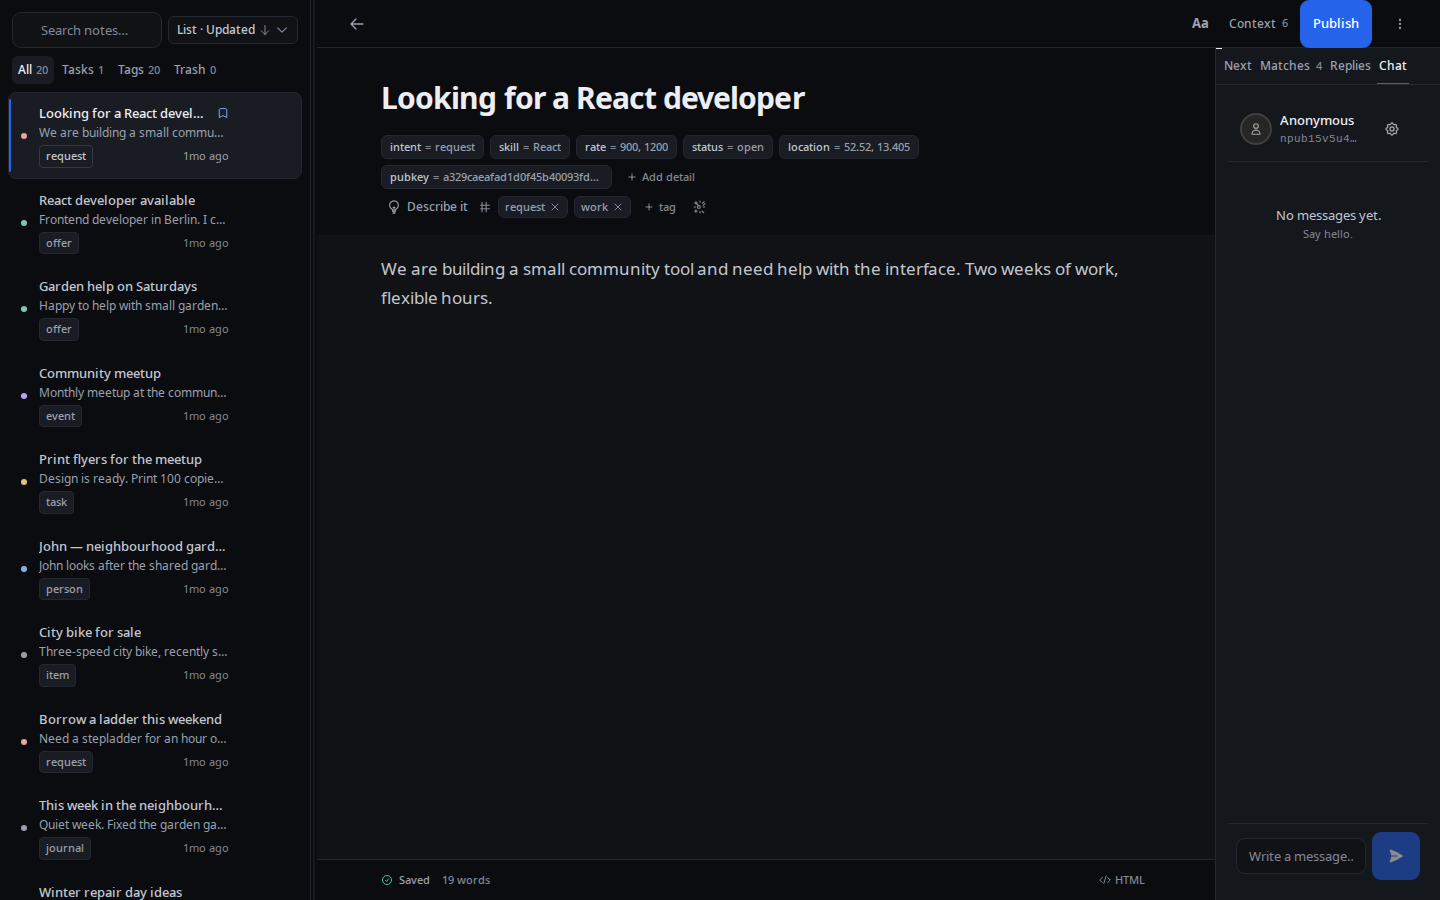 Search notes...
List · Updated
All 20
Tasks 1
Tags 20
Trash 0
Looking for a React devel...
We are building a small commu...
request
1mo ago
React developer available
Frontend developer in Berlin. I c...
offer
1mo ago
Garden help on Saturdays
Happy to help with small garden...
offer
1mo ago
Community meetup
Monthly meetup at the commun...
event
1mo ago
Print flyers for the meetup
Design is ready. Print 100 copie...
task
1mo ago
John — neighbourhood gard...
John looks after the shared gard...
person
1mo ago
City bike for sale
Three-speed city bike, recently s...
item
1mo ago
Borrow a ladder this weekend
Need a stepladder for an hour o...
request
1mo ago
This week in the neighbourh...
Quiet week. Fixed the garden ga...
journal
1mo ago
Winter repair day ideas
Aa
Context 6
Publish
Looking for a React developer
intent = request
skill = React
rate = 900, 1200
status = open
location = 52.52, 13.405
pubkey = a329caeafad1d0f45b40093fd...
+ Add detail
Describe it
# request ×
work ×
+ tag
We are building a small community tool and need help with the interface. Two weeks of work,
flexible hours.
Saved
19 words
</> HTML
Next
Matches 4
Replies
Chat
Anonymous
npub15v5u4…
No messages yet.
Say hello.
Write a message..